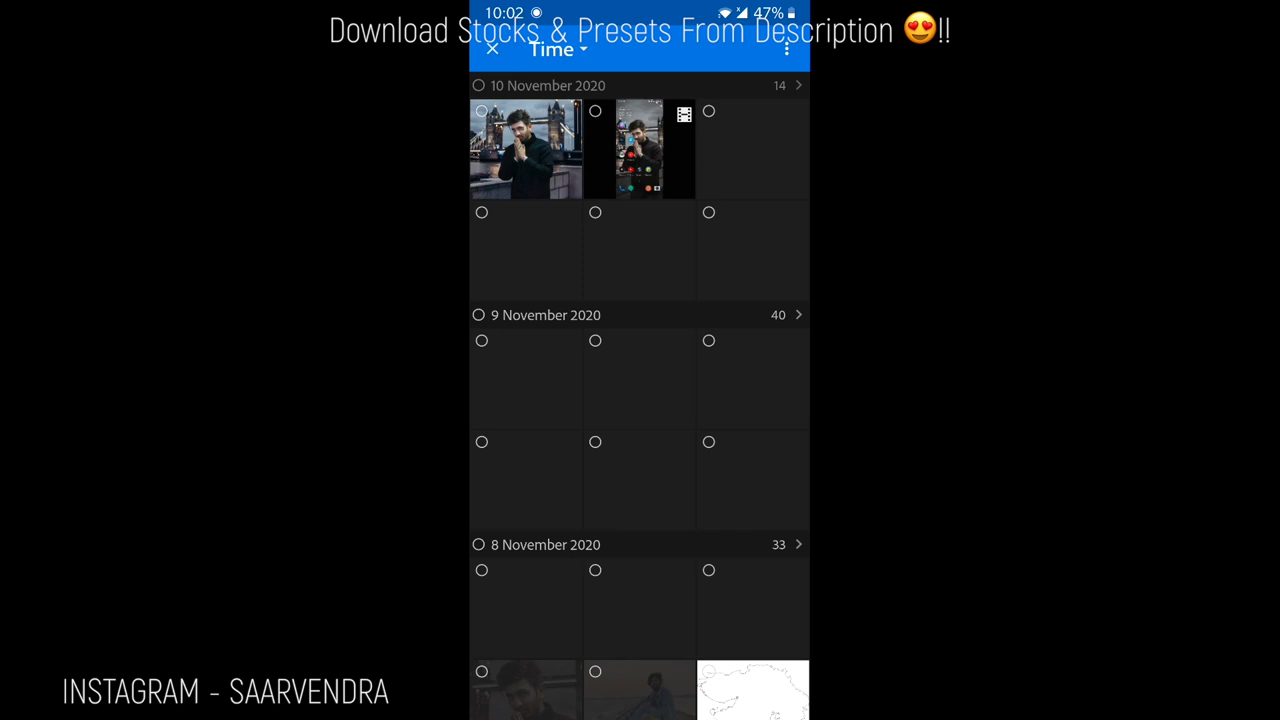 10:02 47%
Download Stocks & Presets From Description 😍!!
Time
10 November 2020 14
9 November 2020 40
8 November 2020 33
INSTAGRAM - SAARVENDRA